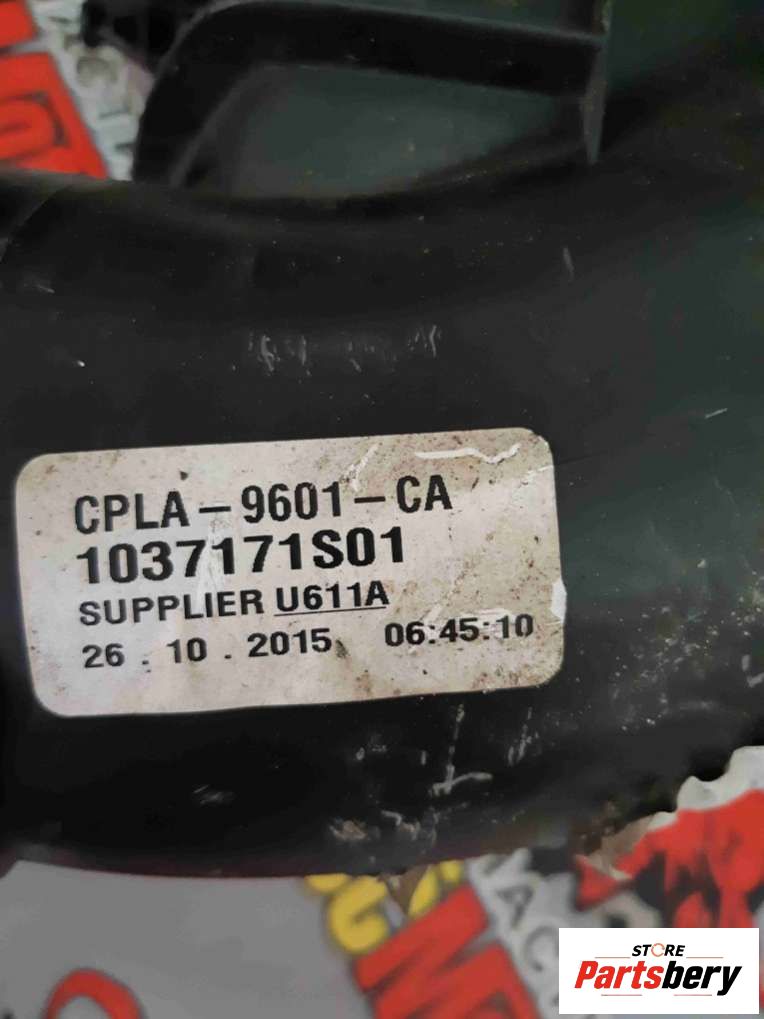 CPLA-9601-CA
1037171S01
SUPPLIER U611A
26 . 10 . 2015 06:45:10
STORE
Partsbery